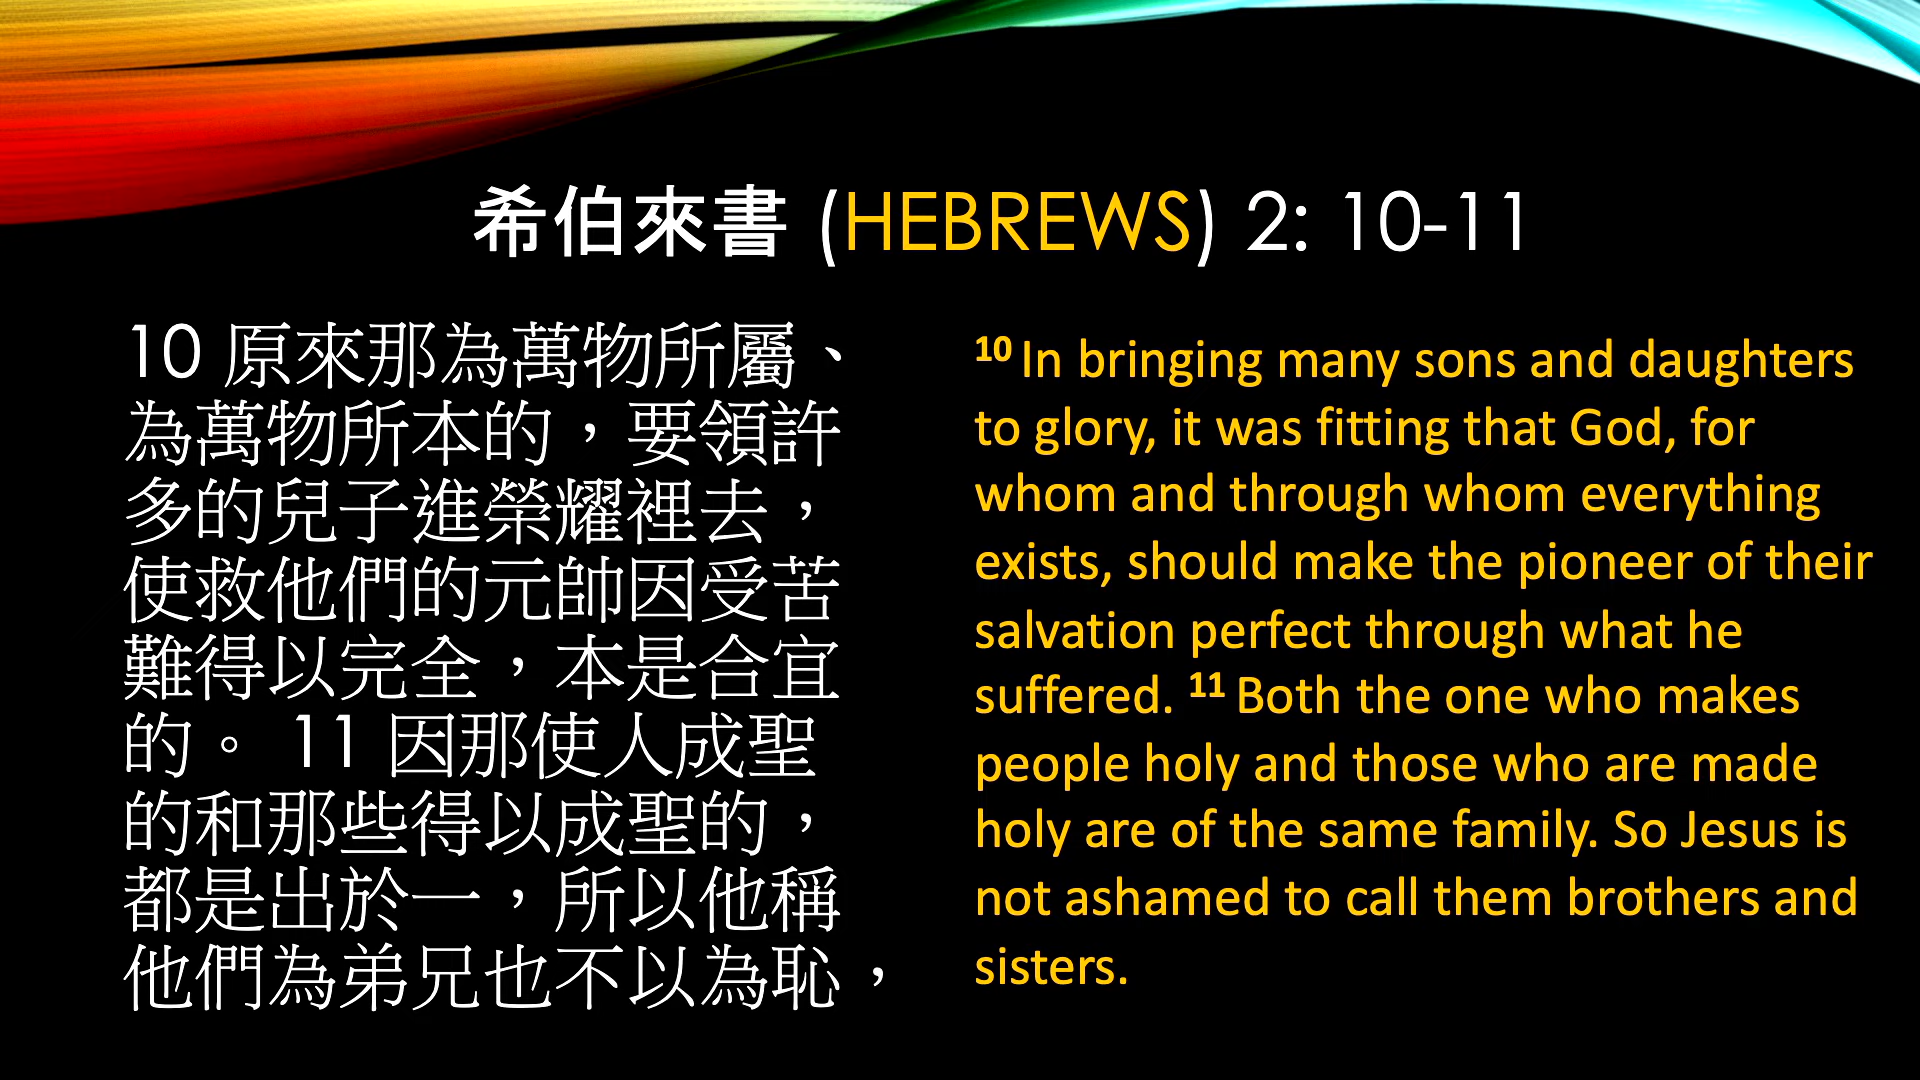 希伯來書 (HEBREWS) 2: 10-11
10 原來那為萬物所屬、
為萬物所本的，要領許
多的兒子進榮耀裡去，
使救他們的元帥因受苦
難得以完全，本是合宜
的。 11 因那使人成聖
的和那些得以成聖的，
都是出於一，所以他稱
他們為弟兄也不以為恥，
10 In bringing many sons and daughters
to glory, it was fitting that God, for
whom and through whom everything
exists, should make the pioneer of their
salvation perfect through what he
suffered. 11 Both the one who makes
people holy and those who are made
holy are of the same family. So Jesus is
not ashamed to call them brothers and
sisters.